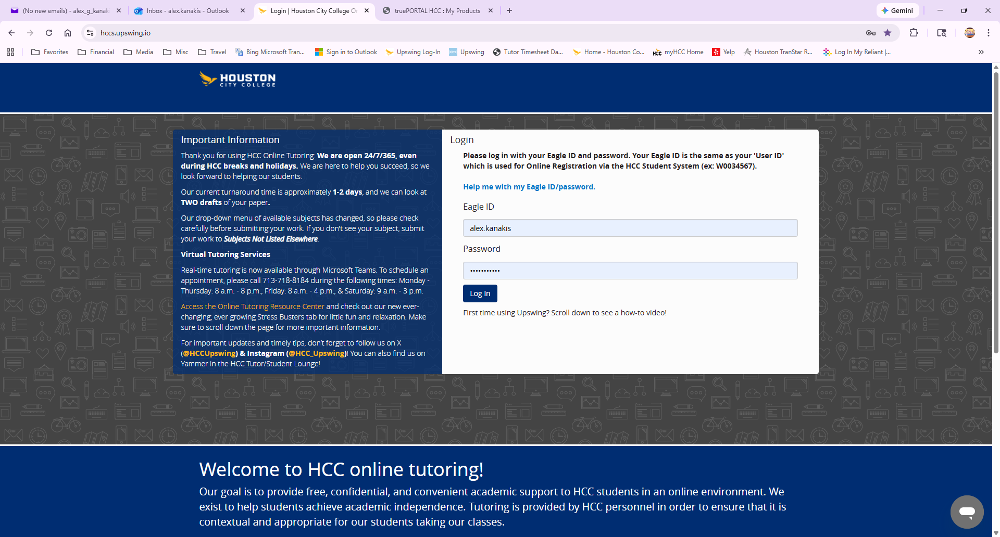 (No new emails) - alex_g_kanak
Inbox - alex.kanakis - Outlook
Login | Houston City College O
truePORTAL HCC : My Products
Gemini
hccs.upswing.io
Favorites
Financial
Media
Misc
Travel
Bing Microsoft Tran...
Sign in to Outlook
Upswing Log-In
DOMO
Upswing
Tutor Timesheet Da...
Home - Houston Co...
HCC
myHCC Home
Yelp
Houston TranStar R...
Log In My Reliant |...
HOUSTON
CITY COLLEGE
Important Information
Thank you for using HCC Online Tutoring. We are open 24/7/365, even
during HCC breaks and holidays. We are here to help you succeed, so we
look forward to helping our students.
Our current turnaround time is approximately 1-2 days, and we can look at
TWO drafts of your paper.
Our drop-down menu of available subjects has changed, so please check
carefully before submitting your work. If you don't see your subject, submit
your work to Subjects Not Listed Elsewhere.
Virtual Tutoring Services
Real-time tutoring is now available through Microsoft Teams. To schedule an
appointment, please call 713-718-8184 during the following times: Monday -
Thursday: 8 a.m. - 8 p.m., Friday: 8 a.m. - 4 p.m., & Saturday: 9 a.m. - 3 p.m.
Access the Online Tutoring Resource Center and check out our new ever-
changing, ever growing Stress Busters tab for little fun and relaxation. Make
sure to scroll down the page for more important information.
For important updates and timely tips, don't forget to follow us on X
(@HCCUpswing) & Instagram (@HCC_Upswing)! You can also find us on
Yammer in the HCC Tutor/Student Lounge!
Login
Please log in with your Eagle ID and password. Your Eagle ID is the same as your 'User ID'
which is used for Online Registration via the HCC Student System (ex: W0034567).
Help me with my Eagle ID/password.
Eagle ID
alex.kanakis
Password
•••••••••••
Log In
First time using Upswing? Scroll down to see a how-to video!
Welcome to HCC online tutoring!
Our goal is to provide free, confidential, and convenient academic support to HCC students in an online environment. We
exist to help students achieve academic independence. Tutoring is provided by HCC personnel in order to ensure that it is
contextual and appropriate for our students taking our classes.